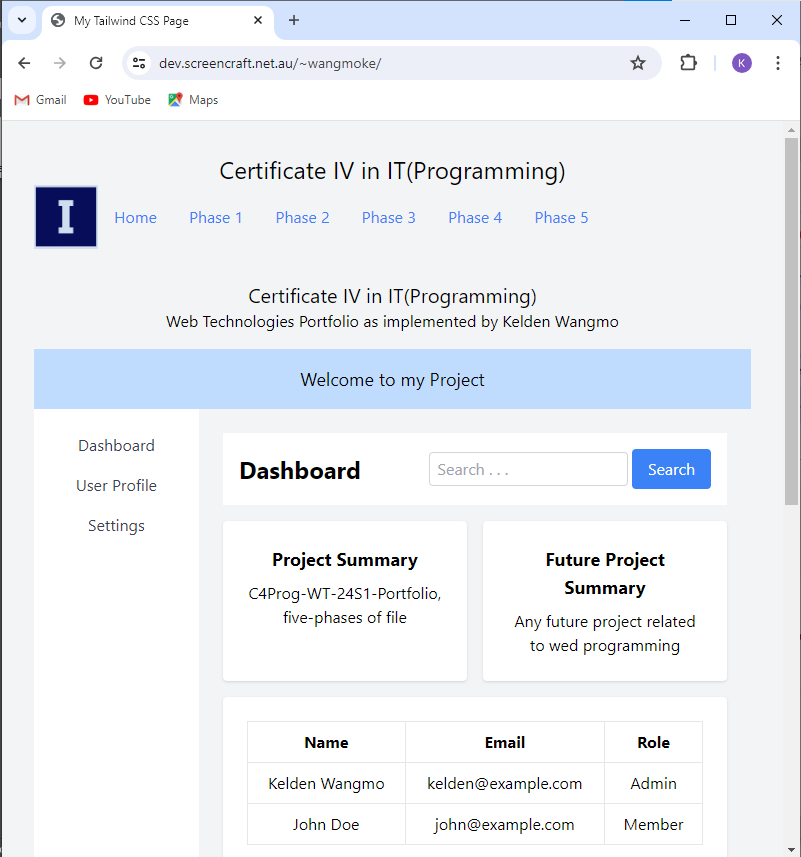 My Tailwind CSS Page
dev.screencraft.net.au/~wangmoke/
K
Gmail YouTube Maps
Certificate IV in IT(Programming)
I
Home Phase 1 Phase 2 Phase 3 Phase 4 Phase 5
Certificate IV in IT(Programming)
Web Technologies Portfolio as implemented by Kelden Wangmo
Welcome to my Project
Dashboard
User Profile
Settings
Dashboard Search . . . Search
Project Summary
C4Prog-WT-24S1-Portfolio,
five-phases of file
Future Project
Summary
Any future project related
to wed programming
Name Email Role
Kelden Wangmo kelden@example.com Admin
John Doe john@example.com Member